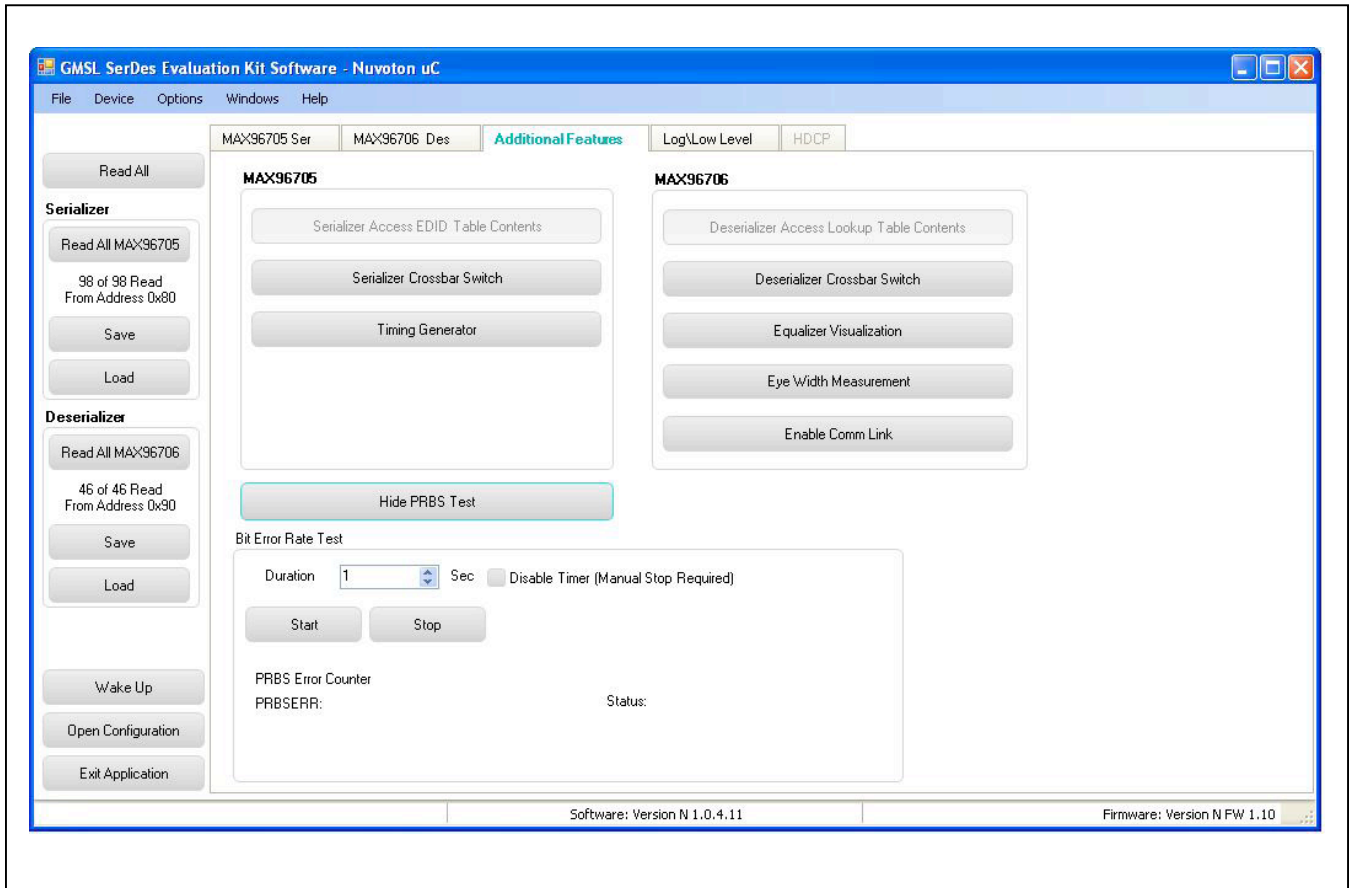 GMSL SerDes Evaluation Kit Software - Nuvoton uC
File Device Options Windows Help
MAX96705 Ser MAX96706 Des Additional Features Log\Low Level HDCP
Read All
Serializer
Read All MAX96705
98 of 98 Read
From Address 0x80
Save
Load
Deserializer
Read All MAX96706
46 of 46 Read
From Address 0x90
Save
Load
Wake Up
Open Configuration
Exit Application
MAX96705
Serializer Access EDID Table Contents
Serializer Crossbar Switch
Timing Generator
MAX96706
Deserializer Access Lookup Table Contents
Deserializer Crossbar Switch
Equalizer Visualization
Eye Width Measurement
Enable Comm Link
Hide PRBS Test
Bit Error Rate Test
Duration 1 Sec Disable Timer (Manual Stop Required)
Start Stop
PRBS Error Counter
PRBSERR: Status:
Software: Version N 1.0.4.11 Firmware: Version N FW 1.10